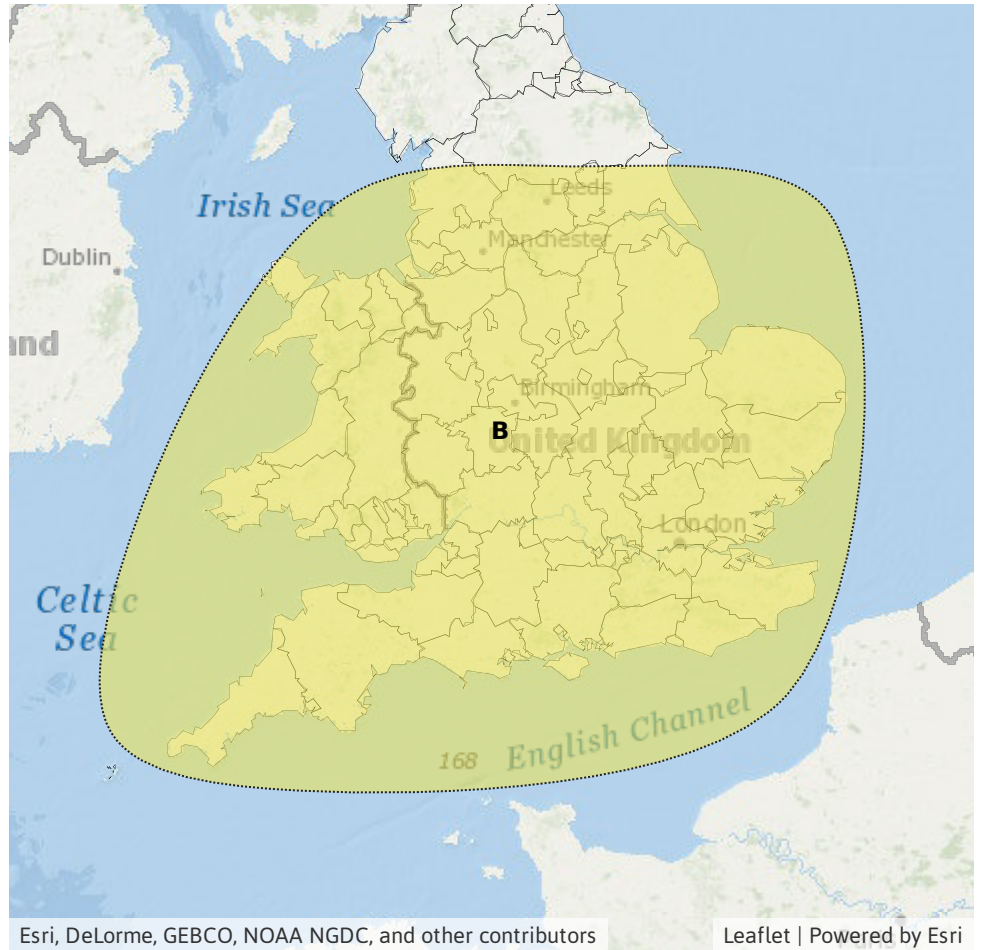 Leeds
Irish Sea
Manchester
Dublin
and
Birmingham
B
United Kingdom
London
Celtic
Sea
English Channel
168
Esri, DeLorme, GEBCO, NOAA NGDC, and other contributors
Leaflet | Powered by Esri